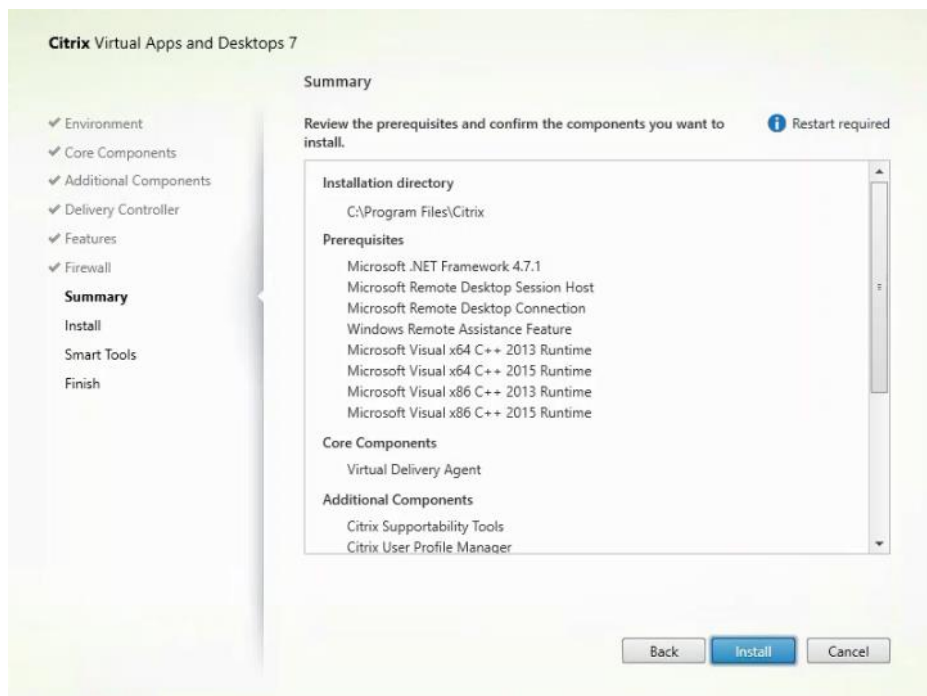 Citrix Virtual Apps and Desktops 7
Summary
✔ Environment
✔ Core Components
✔ Additional Components
✔ Delivery Controller
✔ Features
✔ Firewall
Summary
Install
Smart Tools
Finish
Review the prerequisites and confirm the components you want to
install.
Restart required
Installation directory
C:\Program Files\Citrix
Prerequisites
Microsoft .NET Framework 4.7.1
Microsoft Remote Desktop Session Host
Microsoft Remote Desktop Connection
Windows Remote Assistance Feature
Microsoft Visual x64 C++ 2013 Runtime
Microsoft Visual x64 C++ 2015 Runtime
Microsoft Visual x86 C++ 2013 Runtime
Microsoft Visual x86 C++ 2015 Runtime
Core Components
Virtual Delivery Agent
Additional Components
Citrix Supportability Tools
Citrix User Profile Manager
Back
Install
Cancel